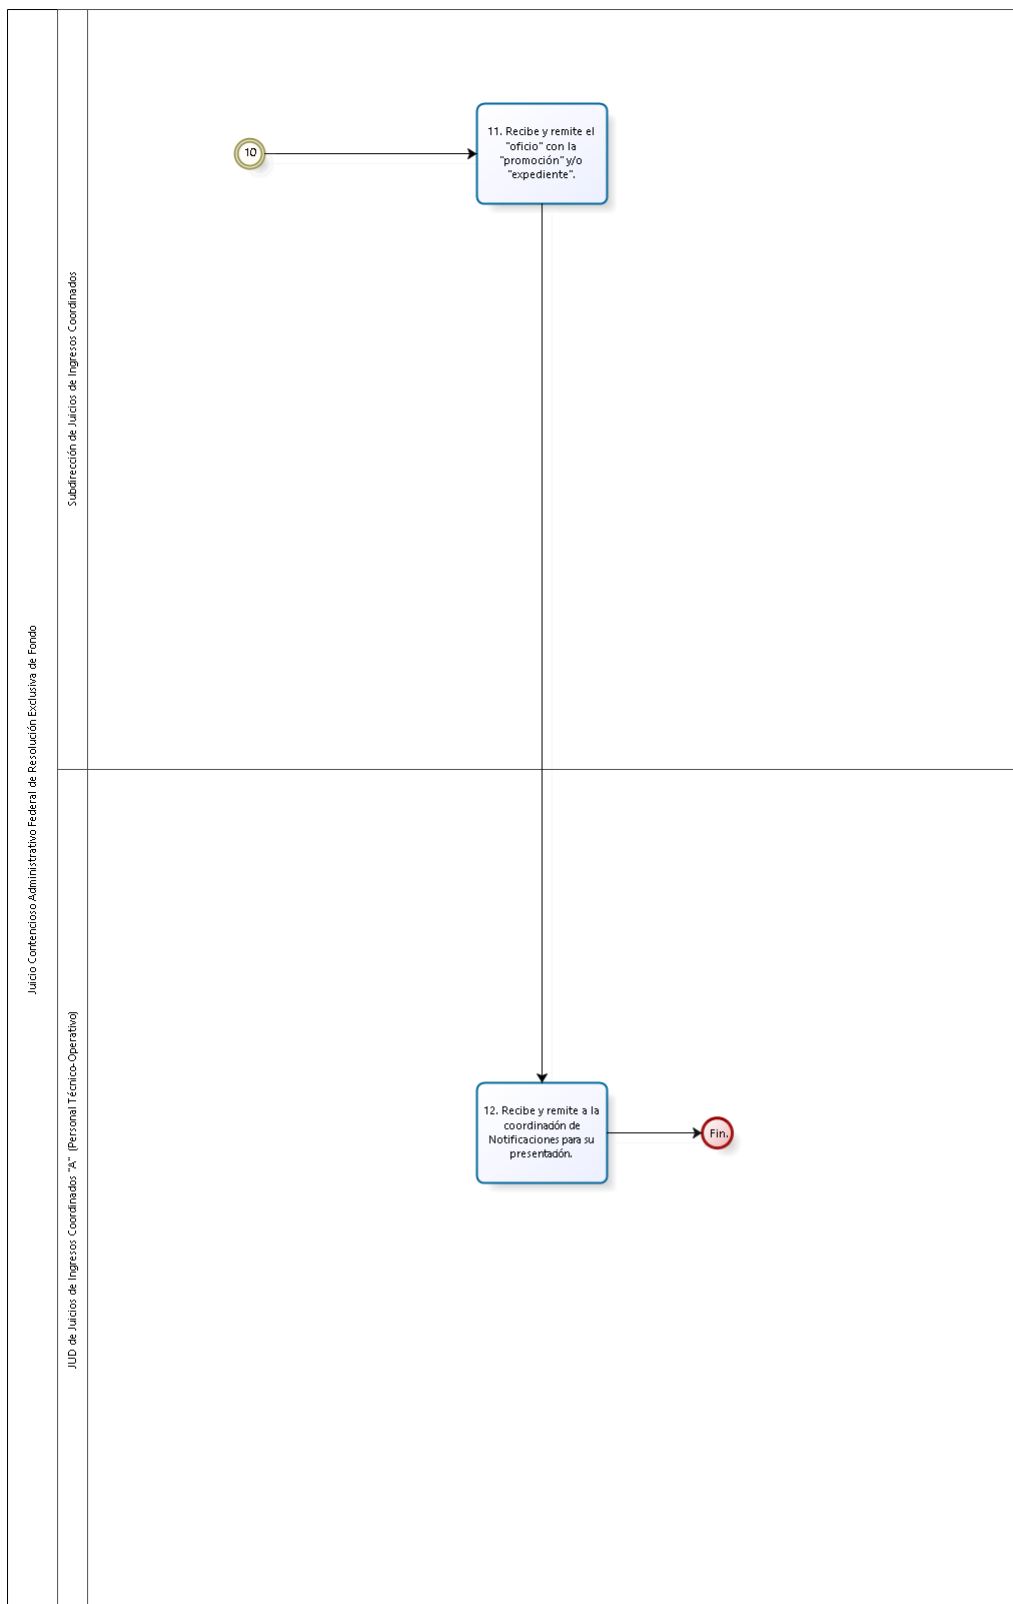 Juicio Contencioso Administrativo Federal de Resolución Exclusiva de Fondo
Subdirección de Juicios de Ingresos Coordinados
10
11. Recibe y remite el
"oficio" con la
"promoción" y/o
"expediente".
JUD de Juicios de Ingresos Coordinados "A" (Personal Técnico-Operativo)
12. Recibe y remite a la
coordinación de
Notificaciones para su
presentación.
Fin.